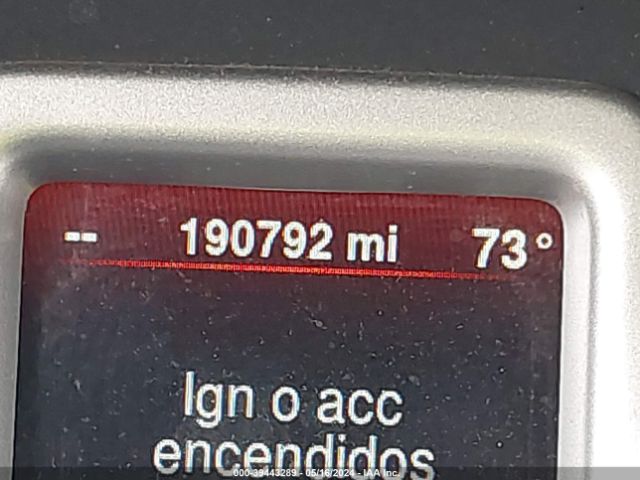 -- 190792 mi 73°
Ign o acc
encendidos
000-39443289 - 05/16/2024 - IAA Inc.